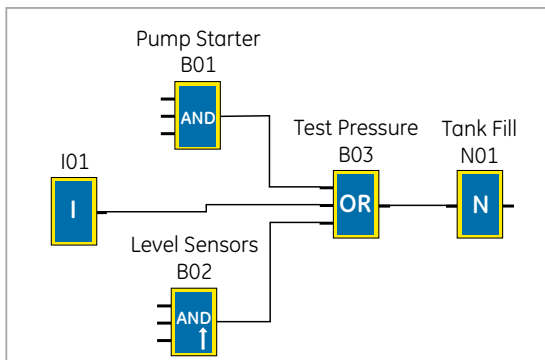 Pump Starter
B01
AND
Test Pressure
B03
Tank Fill
N01
I01
I
OR
N
Level Sensors
B02
AND